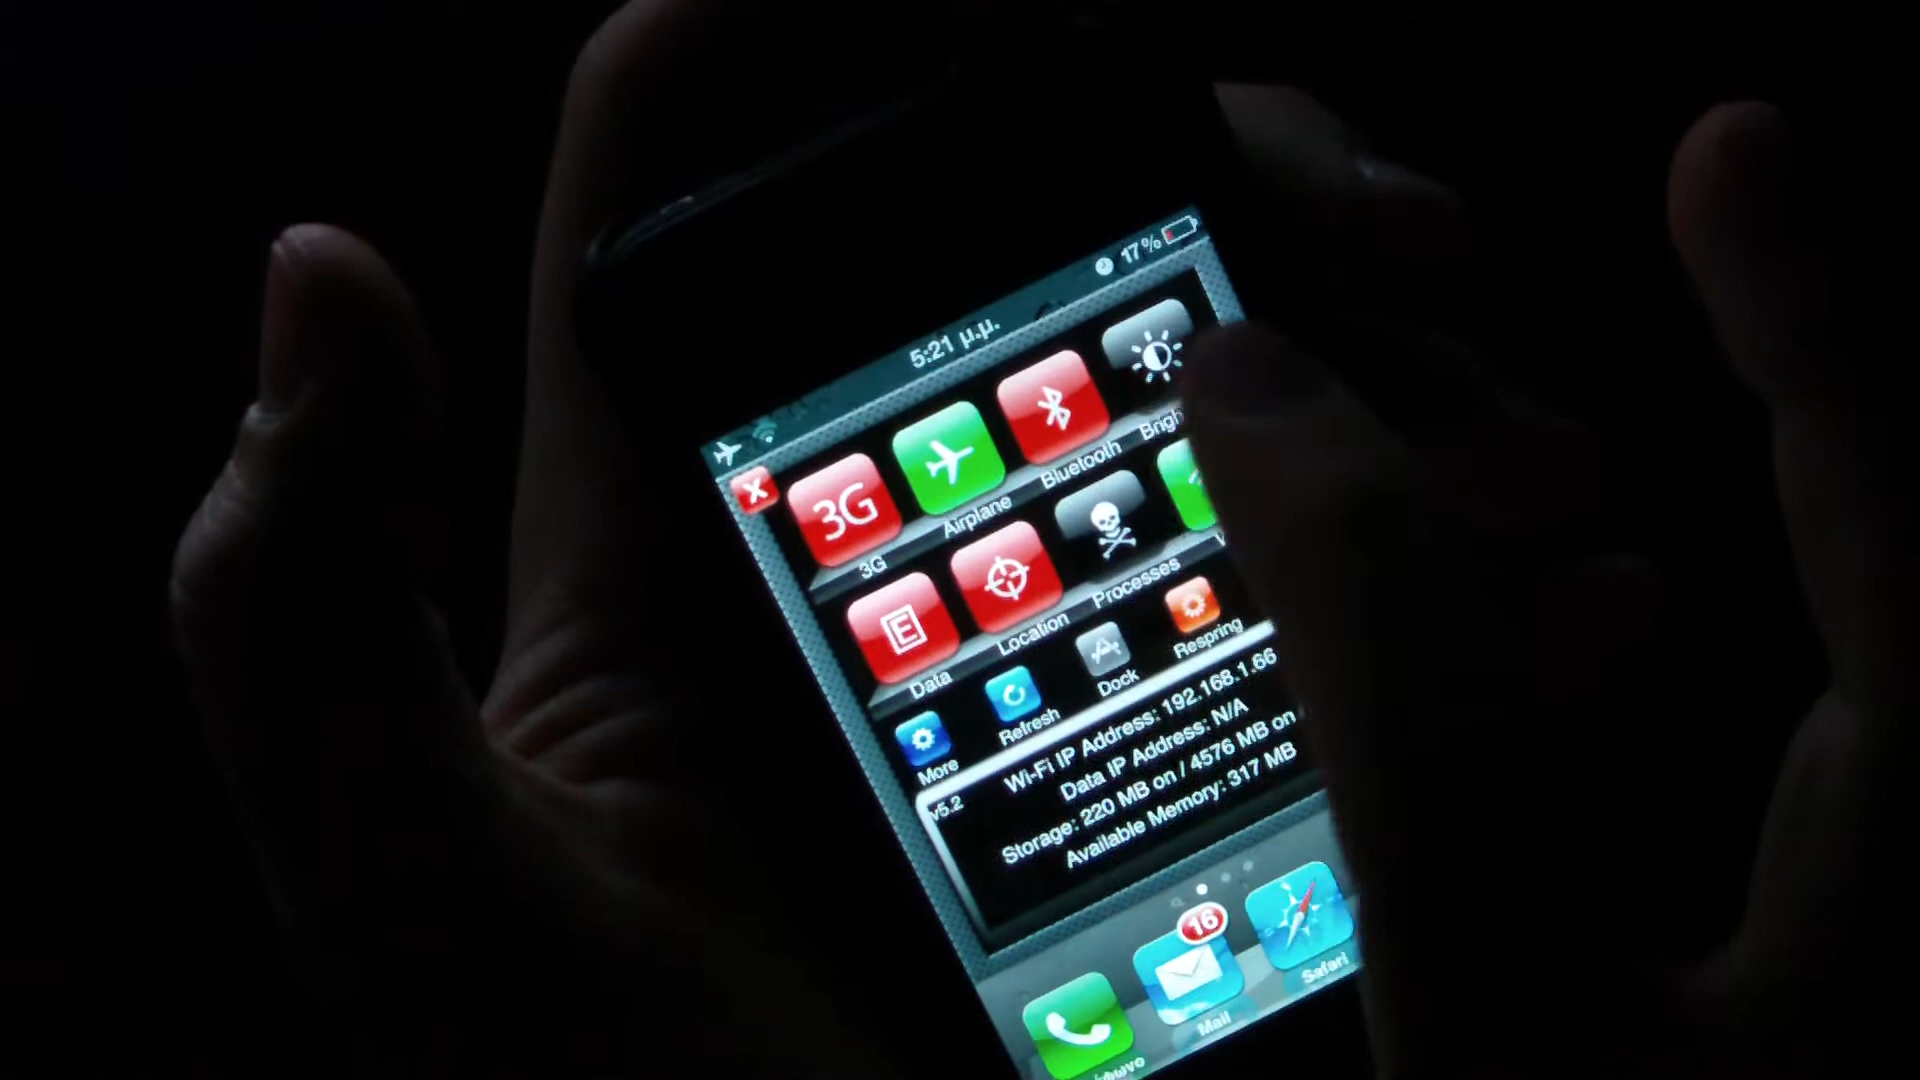 17%
5:21 μ.μ.
X
3G
3G
Airplane
Bluetooth
E
Data
Location
Processes
More
Refresh
Dock
Respring
v5.2
Wi-Fi IP Address: 192.168.1.66
Data IP Address: N/A
Storage: 220 MB on / 4576 MB on
Available Memory: 317 MB
16
Mail
Safari